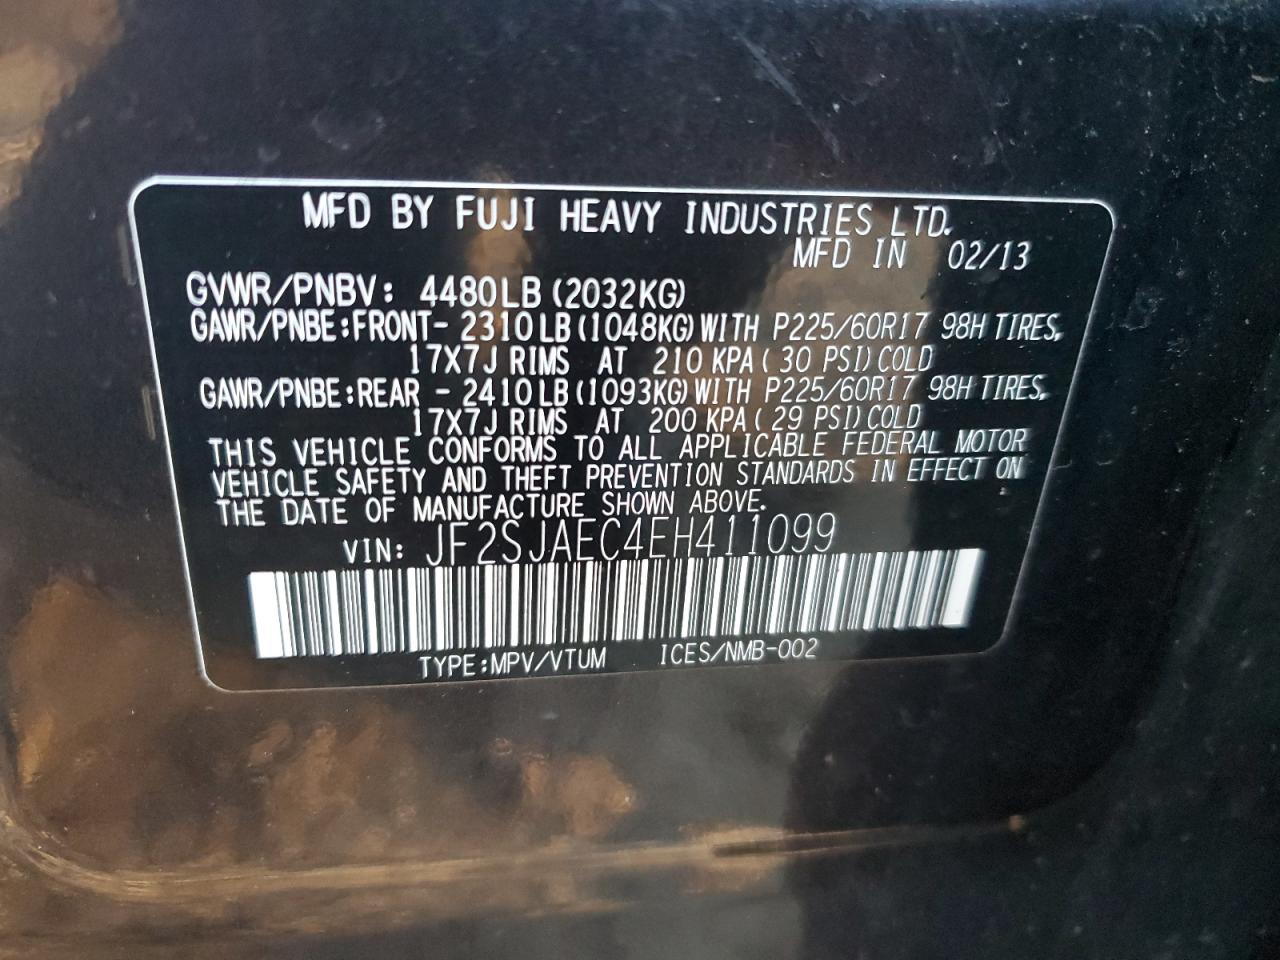 MFD BY FUJI HEAVY INDUSTRIES LTD.
MFD IN 02/13
GVWR/PNBV: 4480LB (2032KG)
GAWR/PNBE:FRONT- 2310LB (1048KG) WITH P225/60R17 98H TIRES,
17X7J RIMS AT 210 KPA ( 30 PSI) COLD
GAWR/PNBE:REAR - 2410LB (1093KG) WITH P225/60R17 98H TIRES,
17X7J RIMS AT 200 KPA ( 29 PSI) COLD
THIS VEHICLE CONFORMS TO ALL APPLICABLE FEDERAL MOTOR
VEHICLE SAFETY AND THEFT PREVENTION STANDARDS IN EFFECT ON
THE DATE OF MANUFACTURE SHOWN ABOVE.
VIN: JF2SJAEC4EH411099
TYPE:MPV/VTUM ICES/NMB-002